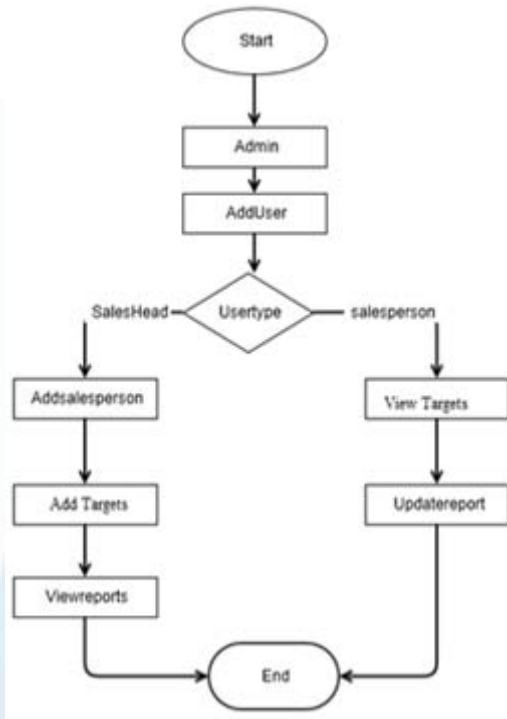 Start
Admin
AddUser
SalesHead
Usertype
salesperson
Addsalesperson
View Targets
Add Targets
Updatereport
Viewreports
End